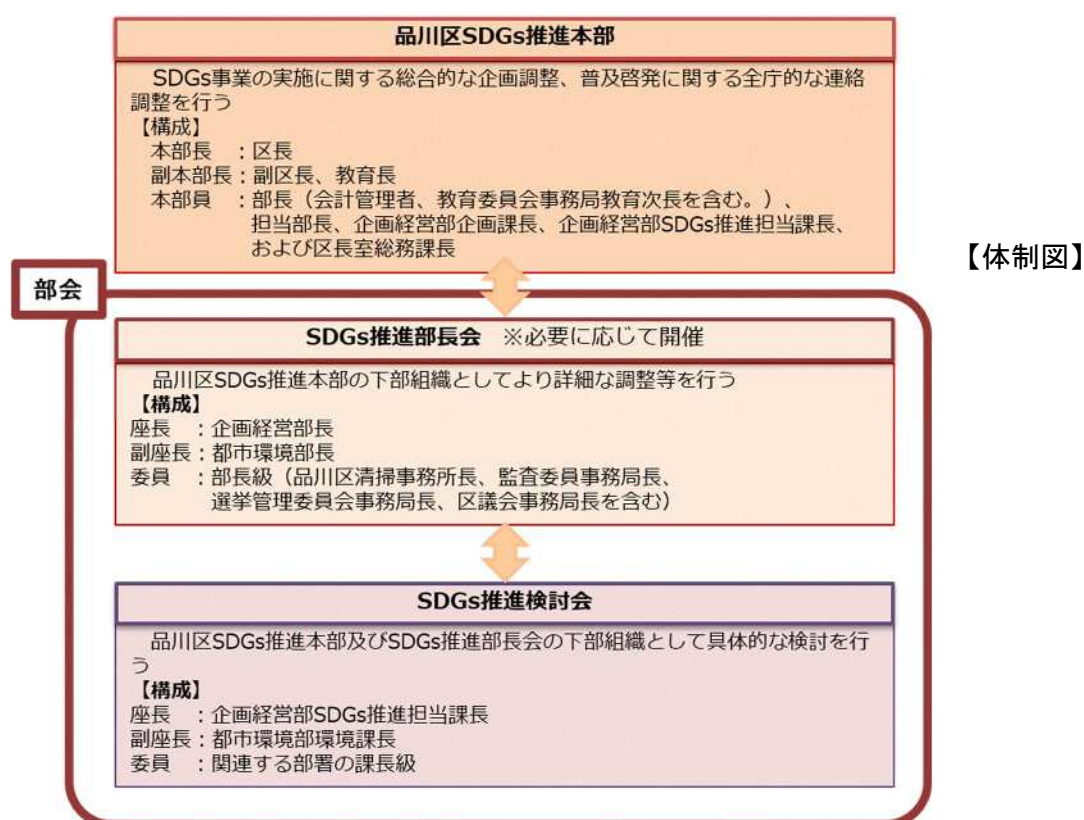 品川区SDGs推進本部
　SDGs事業の実施に関する総合的な企画調整、普及啓発に関する全庁的な連絡
調整を行う
【構成】
　本部長　：区長
　副本部長：副区長、教育長
　本部員　：部長（会計管理者、教育委員会事務局教育次長を含む。）、
担当部長、企画経営部企画課長、企画経営部SDGs推進担当課長、
および区長室総務課長
【体制図】
部会
SDGs推進部長会　※必要に応じて開催
　品川区SDGs推進本部の下部組織としてより詳細な調整等を行う
【構成】
座長　：企画経営部長
副座長：都市環境部長
委員　：部長級（品川区清掃事務所長、監査委員事務局長、
選挙管理委員会事務局長、区議会事務局長を含む）
SDGs推進検討会
　品川区SDGs推進本部及びSDGs推進部長会の下部組織として具体的な検討を行
う
【構成】
座長　：企画経営部SDGs推進担当課長
副座長：都市環境部環境課長
委員　：関連する部署の課長級